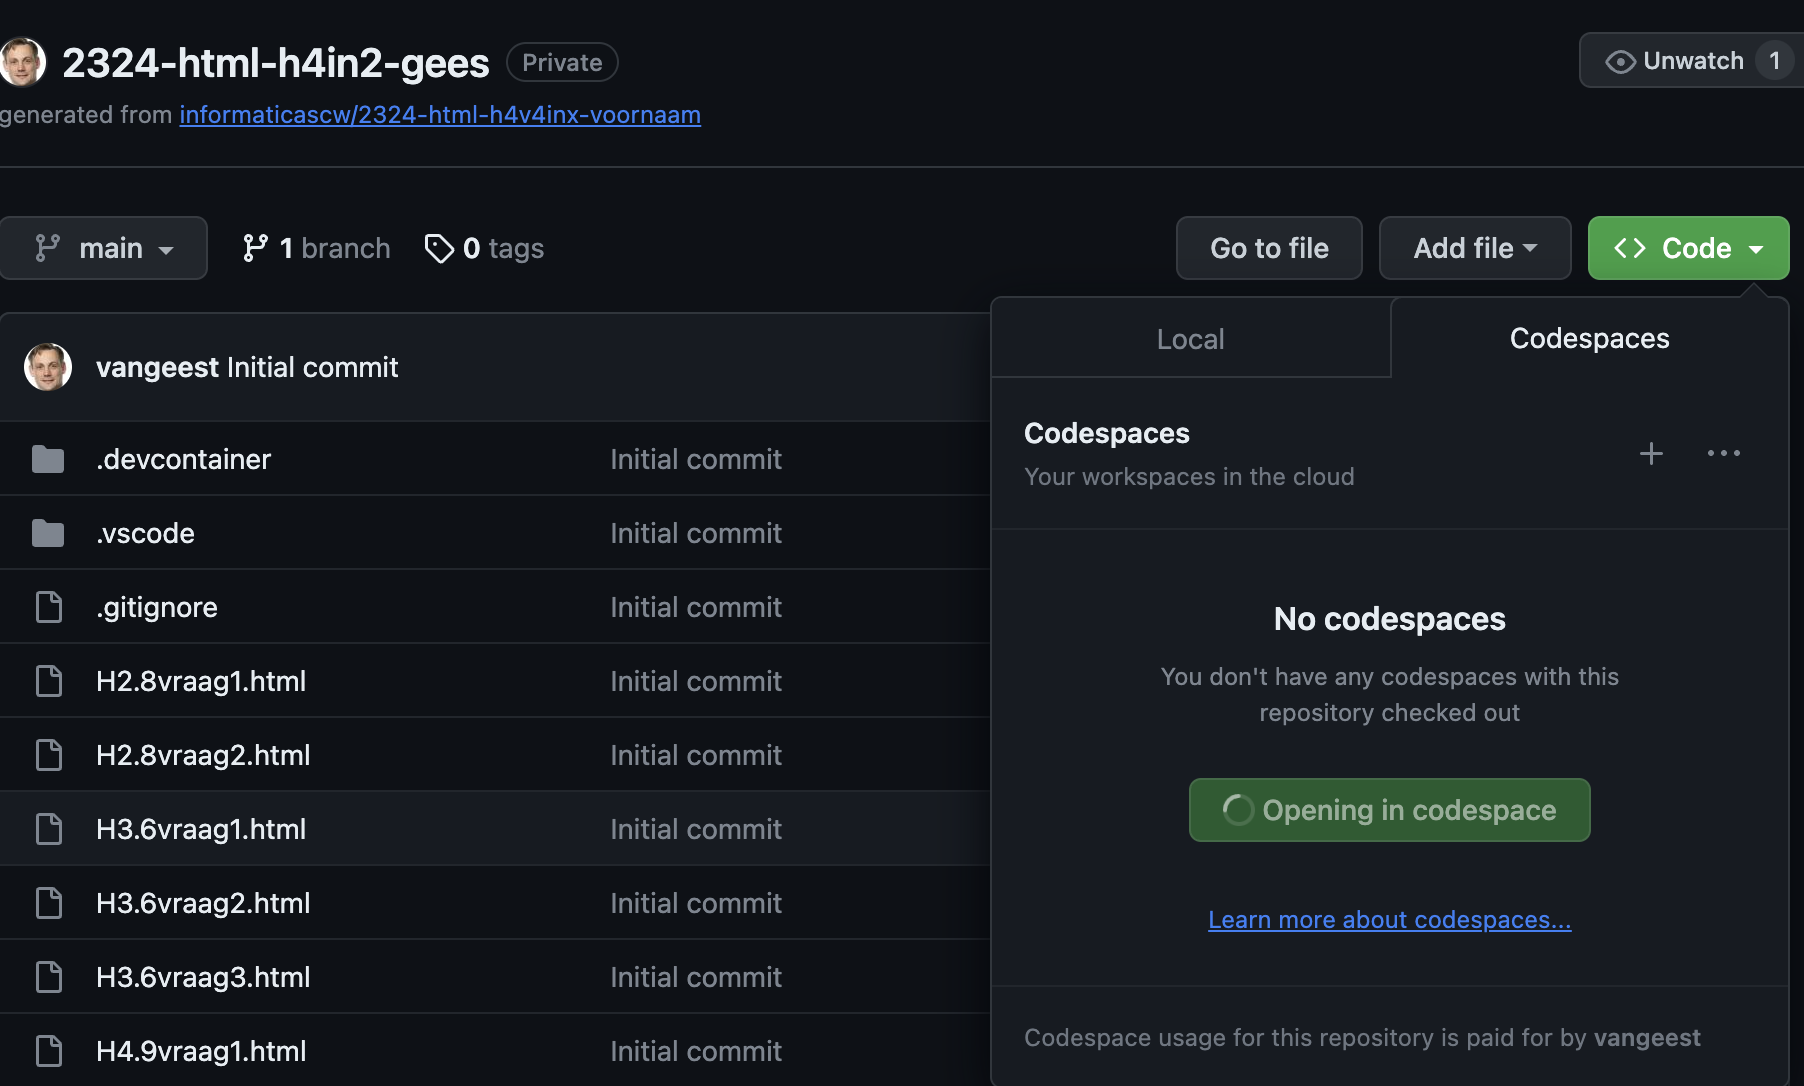 2324-html-h4in2-gees Private
Unwatch 1
generated from informaticascw/2324-html-h4v4inx-voornaam
main 1 branch 0 tags
Go to file Add file Code
Local Codespaces
vangeest Initial commit
.devcontainer Initial commit
.vscode Initial commit
.gitignore Initial commit
H2.8vraag1.html Initial commit
H2.8vraag2.html Initial commit
H3.6vraag1.html Initial commit
H3.6vraag2.html Initial commit
H3.6vraag3.html Initial commit
H4.9vraag1.html Initial commit
Codespaces
Your workspaces in the cloud
No codespaces
You don't have any codespaces with this
repository checked out
Opening in codespace
Learn more about codespaces...
Codespace usage for this repository is paid for by vangeest